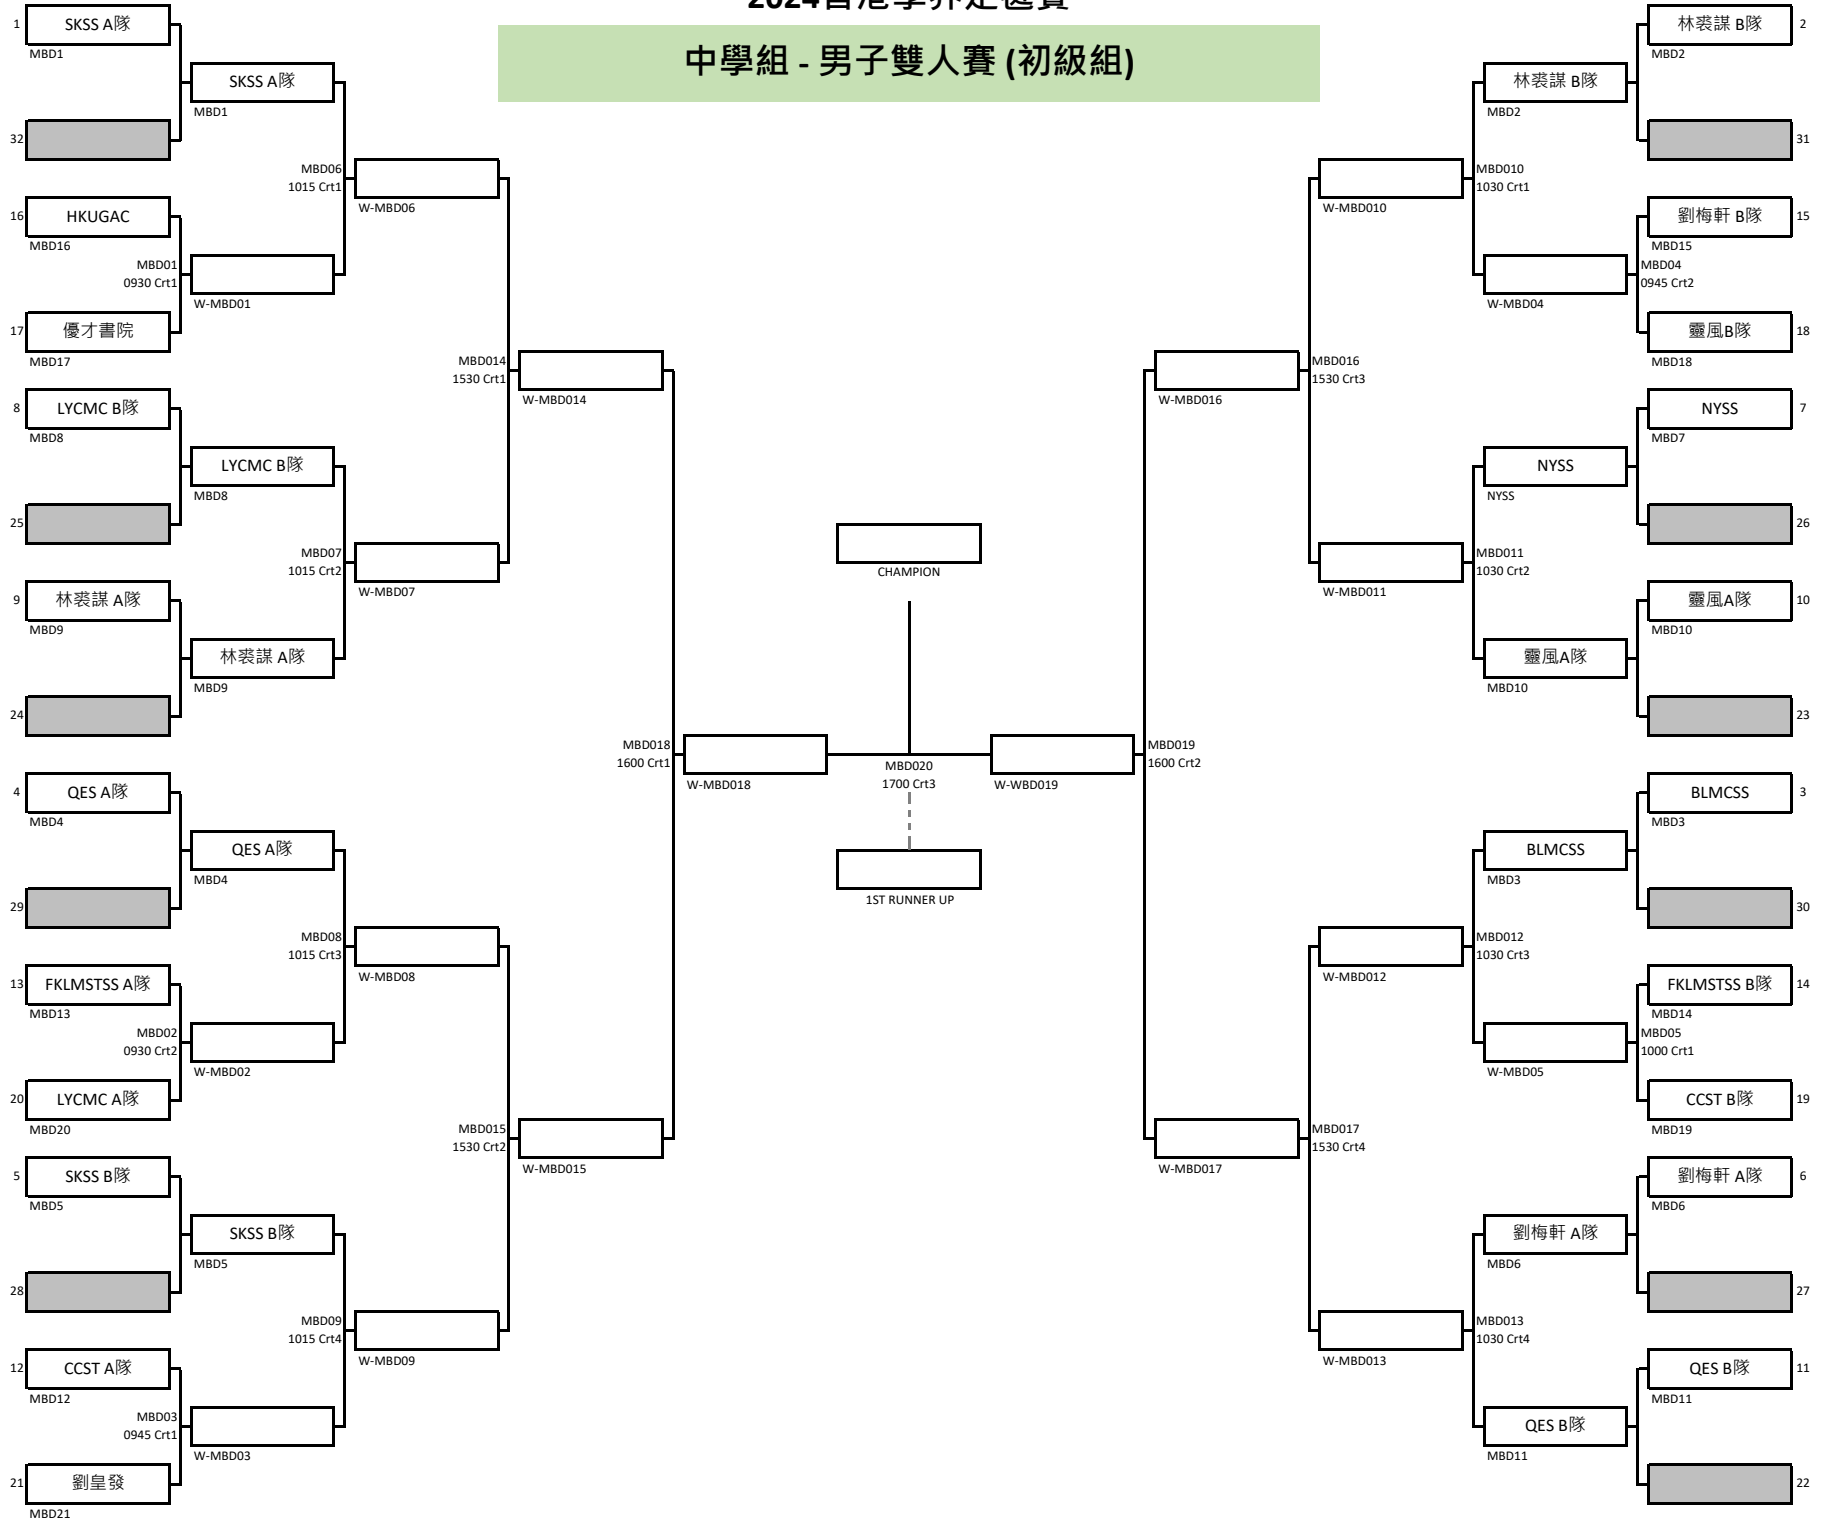 2024香港學界足毽賽
中學組 - 男子雙人賽 (初級組)
1
SKSS A隊
MBD1
SKSS A隊
MBD1
32
MBD06
1015 Crt1
W-MBD06
16
HKUGAC
MBD16
MBD01
0930 Crt1
W-MBD01
17
優才書院
MBD17
MBD014
1530 Crt1
W-MBD014
8
LYCMC B隊
MBD8
LYCMC B隊
MBD8
25
MBD07
1015 Crt2
W-MBD07
9
林裘謀 A隊
MBD9
林裘謀 A隊
MBD9
24
MBD018
1600 Crt1
W-MBD018
4
QES A隊
MBD4
QES A隊
MBD4
29
MBD08
1015 Crt3
W-MBD08
13
FKLMSTSS A隊
MBD13
MBD02
0930 Crt2
W-MBD02
20
LYCMC A隊
MBD20
MBD015
1530 Crt2
W-MBD015
5
SKSS B隊
MBD5
SKSS B隊
MBD5
28
MBD09
1015 Crt4
W-MBD09
12
CCST A隊
MBD12
MBD03
0945 Crt1
W-MBD03
21
劉皇發
MBD21
CHAMPION
MBD020
1700 Crt3
1ST RUNNER UP
林裘謀 B隊
2
MBD2
林裘謀 B隊
MBD2
31
MBD010
1030 Crt1
W-MBD010
劉梅軒 B隊
15
MBD15
MBD04
0945 Crt2
W-MBD04
靈風B隊
18
MBD18
MBD016
1530 Crt3
W-MBD016
NYSS
7
MBD7
NYSS
NYSS
26
MBD011
1030 Crt2
W-MBD011
靈風A隊
10
MBD10
靈風A隊
MBD10
23
MBD019
1600 Crt2
W-WBD019
BLMCSS
3
MBD3
BLMCSS
MBD3
30
MBD012
1030 Crt3
W-MBD012
FKLMSTSS B隊
14
MBD14
MBD05
1000 Crt1
W-MBD05
CCST B隊
19
MBD19
MBD017
1530 Crt4
W-MBD017
劉梅軒 A隊
6
MBD6
劉梅軒 A隊
MBD6
27
MBD013
1030 Crt4
W-MBD013
QES B隊
11
MBD11
QES B隊
MBD11
22